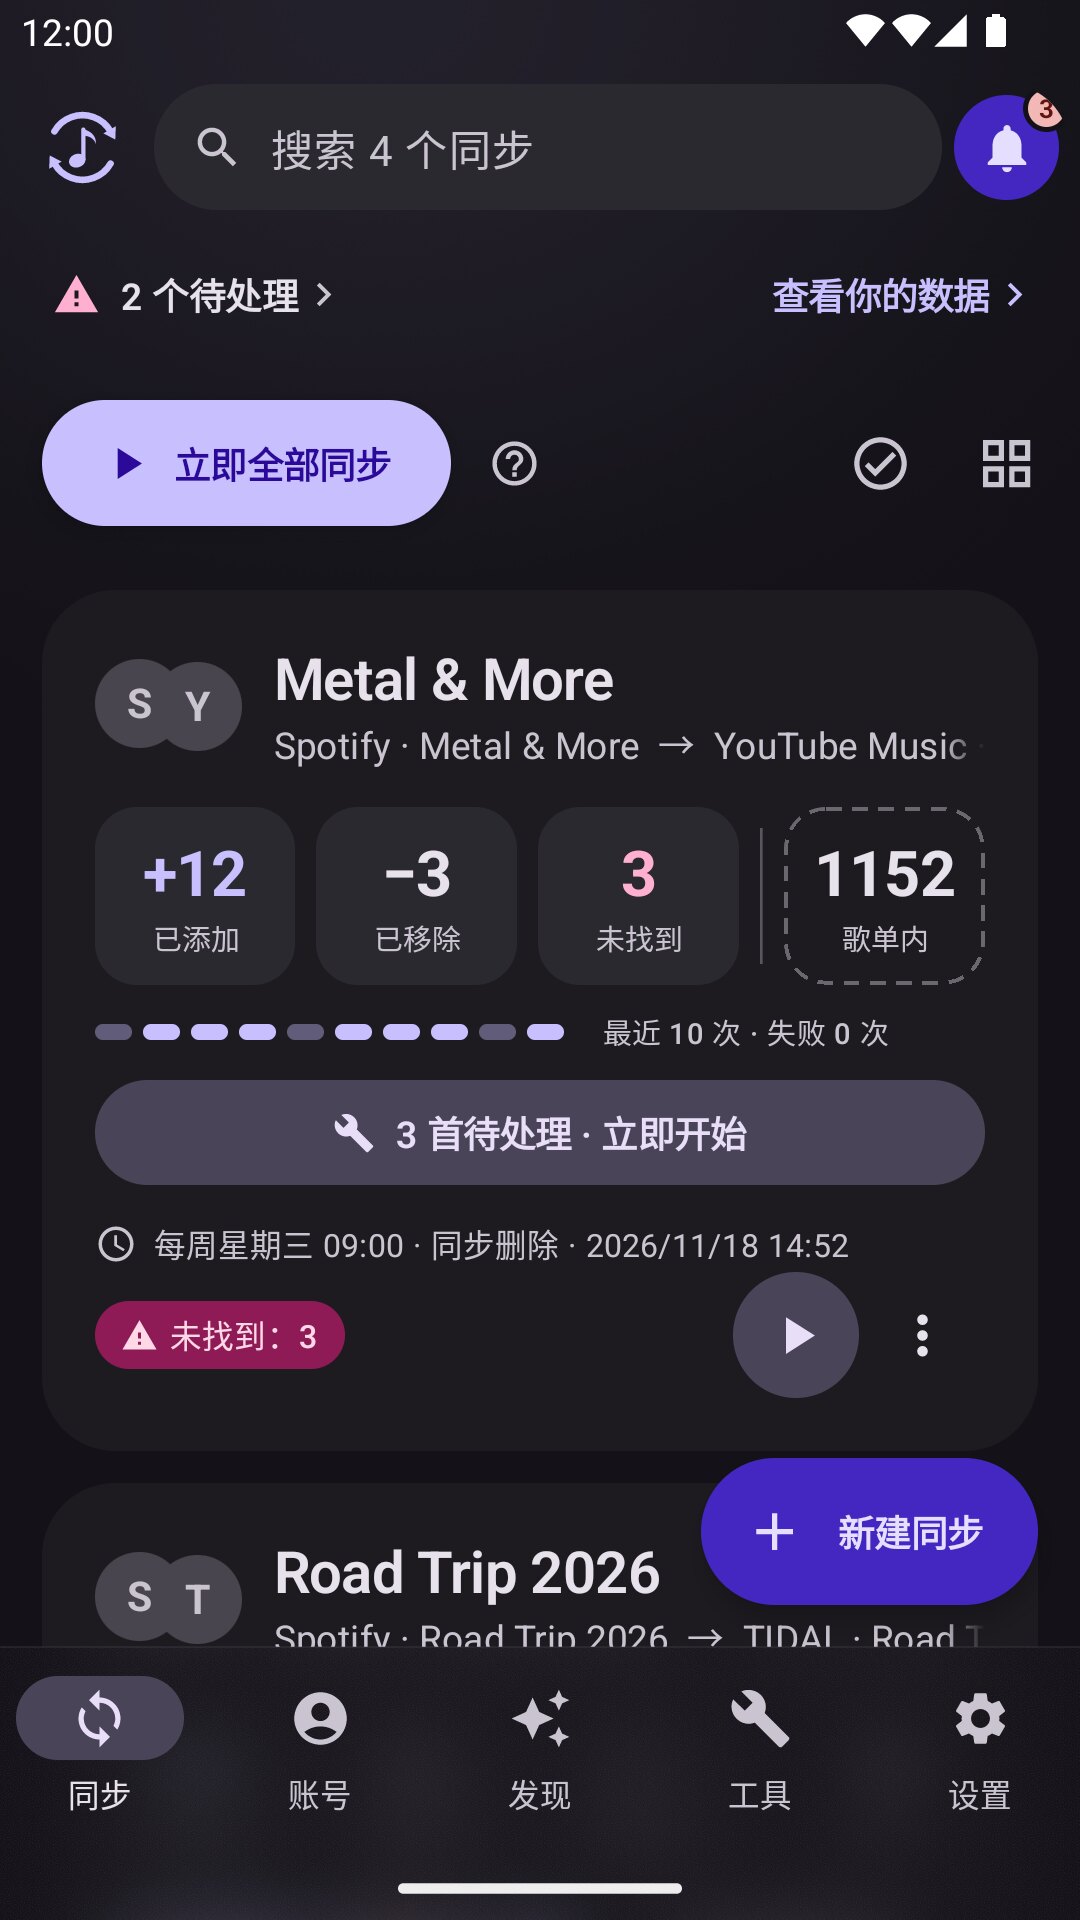 12:00
搜索 4 个同步
3
2 个待处理
查看你的数据
立即全部同步
S Y
Metal & More
Spotify · Metal & More → YouTube Music ·
+12
已添加
−3
已移除
3
未找到
1152
歌单内
最近 10 次 · 失败 0 次
3 首待处理 · 立即开始
每周星期三 09:00 · 同步删除 · 2026/11/18 14:52
未找到：3
新建同步
S T
Road Trip 2026
Spotify · Road Trip 2026 → TIDAL · Road T
同步
账号
发现
工具
设置